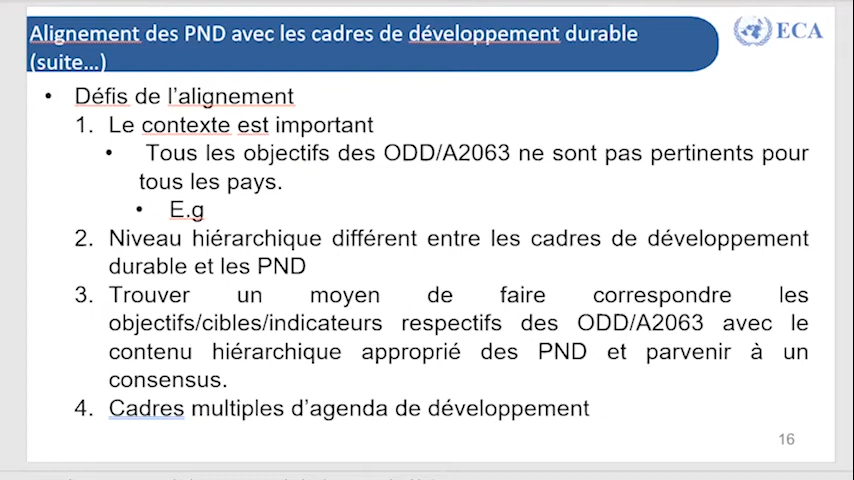 Alignement des PND avec les cadres de développement durable
(suite...)
ECA
• Défis de l'alignement
1. Le contexte est important
• Tous les objectifs des ODD/A2063 ne sont pas pertinents pour
tous les pays.
• E.g
2. Niveau hiérarchique différent entre les cadres de développement
durable et les PND
3. Trouver un moyen de faire correspondre les
objectifs/cibles/indicateurs respectifs des ODD/A2063 avec le
contenu hiérarchique approprié des PND et parvenir à un
consensus.
4. Cadres multiples d'agenda de développement
16